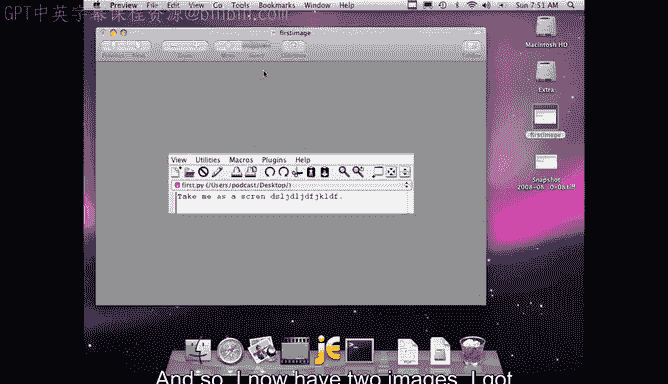 GPT中英字幕课程资源@bimbim.com
Preview File Edit View Go Tools Bookmarks Window Help
Sun 7:51 AM
firstimage
Macintosh HD
Extra
firstimage
Snapshot
View Utilities Macros Plugins Help
first.py (/Users/podcast/Desktop/)
Take me as a scren dsljdljdfjkldf.
jE
And so, I now have two images. I got